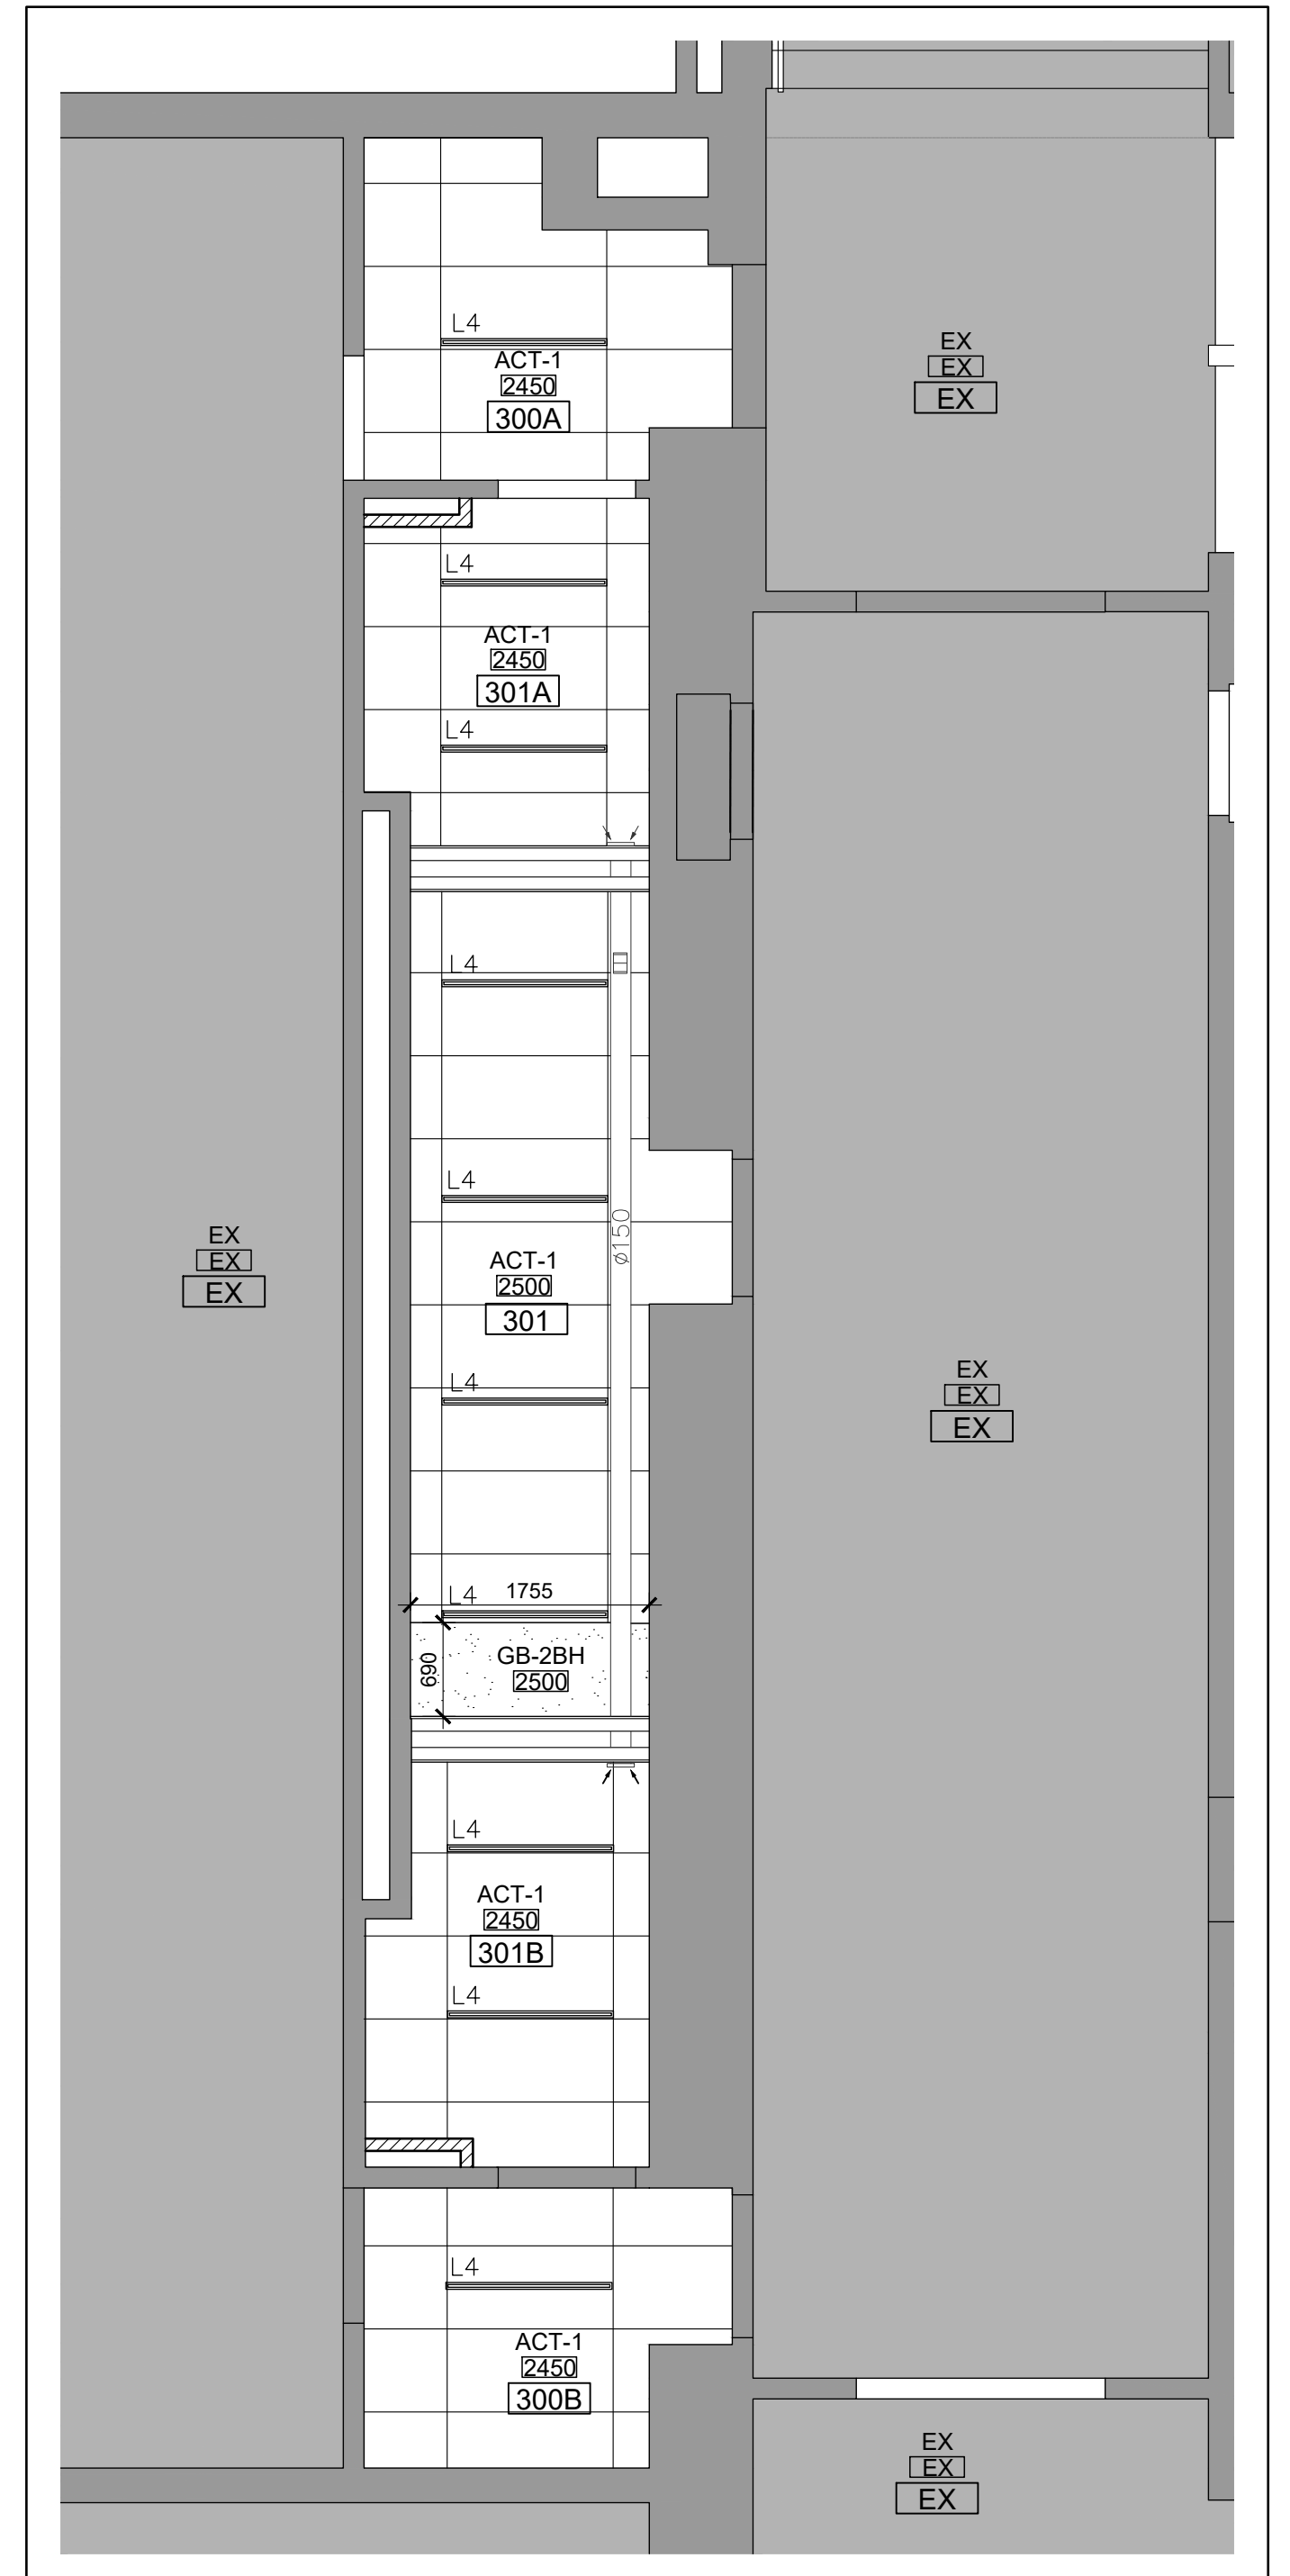 L4
ACT-1
2450
300A
EX
EX
EX
L4
ACT-1
2450
301A
L4
L4
L4
ø150
ACT-1
2500
301
EX
EX
EX
EX
EX
EX
L4
L4
1755
690
GB-2BH
2500
L4
ACT-1
2450
301B
L4
L4
ACT-1
2450
300B
EX
EX
EX